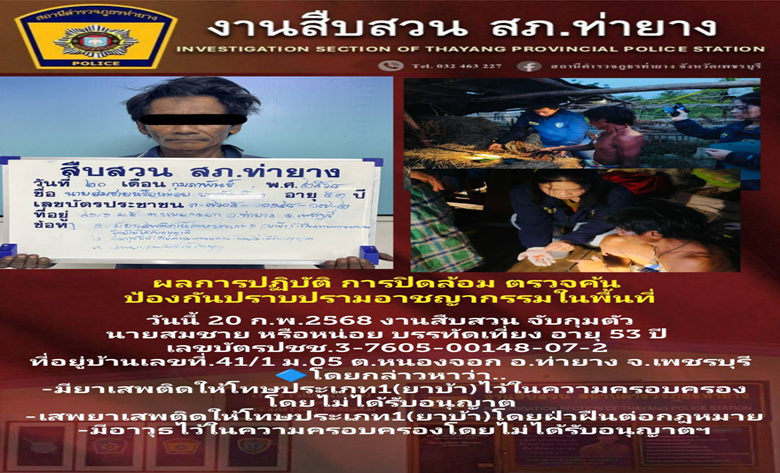 สถานีตำรวจภูธรท่ายาง
POLICE
งานสืบสวน สภ.ท่ายาง
INVESTIGATION SECTION OF THAYANG PROVINCIAL POLICE STATION
Tel. 032 463 227
สถานีตำรวจภูธรท่ายาง จังหวัดเพชรบุรี
สืบสวน สภ.ท่ายาง
วันที่ ๒๐ เดือน กุมภาพันธ์ พ.ศ.๒๕๖๘
ชื่อ นายสมชาย หรือหน่อย อายุ ๕๓ ปี
เลขบัตรประชาชน
ที่อยู่
ข้อหา
ผลการปฏิบัติ การปิดล้อม ตรวจค้น
ป้องกันปราบปรามอาชญากรรมในพื้นที่
วันนี้ 20 ก.พ.2568 งานสืบสวน จับกุมตัว
นายสมชาย หรือหน่อย บรรทัดเที่ยง อายุ 53 ปี
เลขบัตรปชช.3-7605-00148-07-2
ที่อยู่บ้านเลขที่.41/1 ม.05 ต.หนองจอก อ.ท่ายาง จ.เพชรบุรี
🔷โดยกล่าวหาว่า..
-มียาเสพติดให้โทษประเภท1(ยาบ้า)ไว้ในความครอบครอง
โดยไม่ได้รับอนุญาต
-เสพยาเสพติดให้โทษประเภท1(ยาบ้า)โดยฝ่าฝืนต่อกฎหมาย
-มีอาวุธไว้ในความครอบครองโดยไม่ได้รับอนุญาตฯ